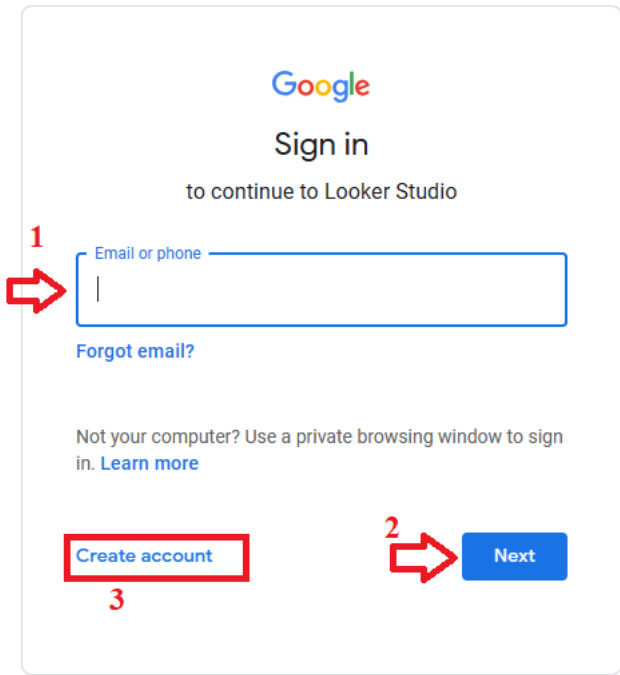 Google
Sign in
to continue to Looker Studio
1
Email or phone
Forgot email?
Not your computer? Use a private browsing window to sign
in. Learn more
2
Create account
Next
3